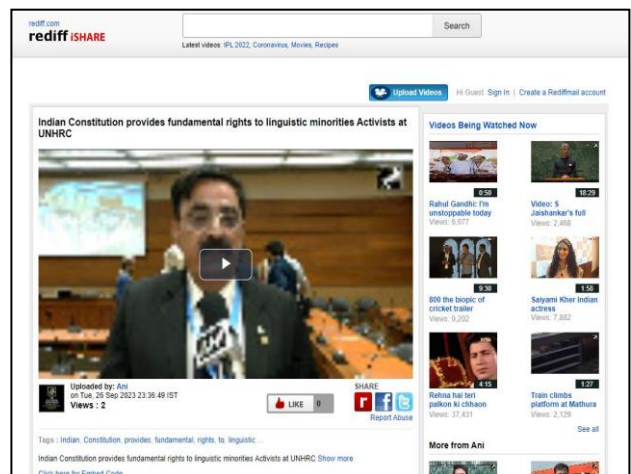 rediff.com
rediff iSHARE
Search
Latest videos: IPL 2022, Coronavirus, Movies, Recipes
Upload Videos
Hi Guest Sign In | Create a Rediffmail account
Indian Constitution provides fundamental rights to linguistic minorities Activists at
UNHRC
Uploaded by: Ani
on Tue, 26 Sep 2023 23:36:49 IST
Views : 2
LIKE 0
SHARE
Report Abuse
Tags : Indian, Constitution, provides, fundamental, rights, to, linguistic ...
Indian Constitution provides fundamental rights to linguistic minorities Activists at UNHRC Show more
Click here for Embed Code
Videos Being Watched Now
0:50
Rahul Gandhi: I'm
unstoppable today
Views: 6,077
18:29
Video: S
Jaishankar's full
Views: 2,468
9:30
800 the biopic of
cricket trailer
Views: 9,202
1:58
Saiyami Kher Indian
actress
Views: 7,882
4:15
Rehna hai teri
palkon ki chhaon
Views: 37,431
1:27
Train climbs
platform at Mathura
Views: 2,129
See all
More from Ani